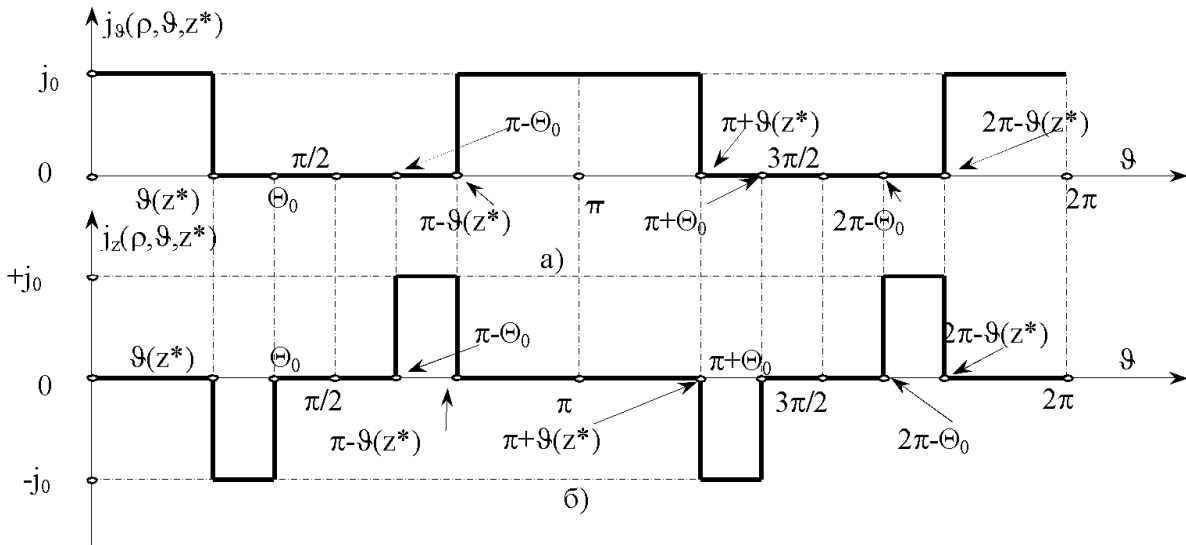 jϑ(ρ,ϑ,z*)
j₀
π-Θ₀
π+ϑ(z*)
2π-ϑ(z*)
π/2
3π/2
0
ϑ
ϑ(z*)
Θ₀
π-ϑ(z*)
π
π+Θ₀
2π-Θ₀
2π
j_z(ρ,ϑ,z*)
а)
+j₀
π-Θ₀
2π-ϑ(z*)
ϑ(z*)
Θ₀
π+Θ₀
ϑ
0
π/2
π
3π/2
2π
π-ϑ(z*)
π+ϑ(z*)
2π-Θ₀
-j₀
б)